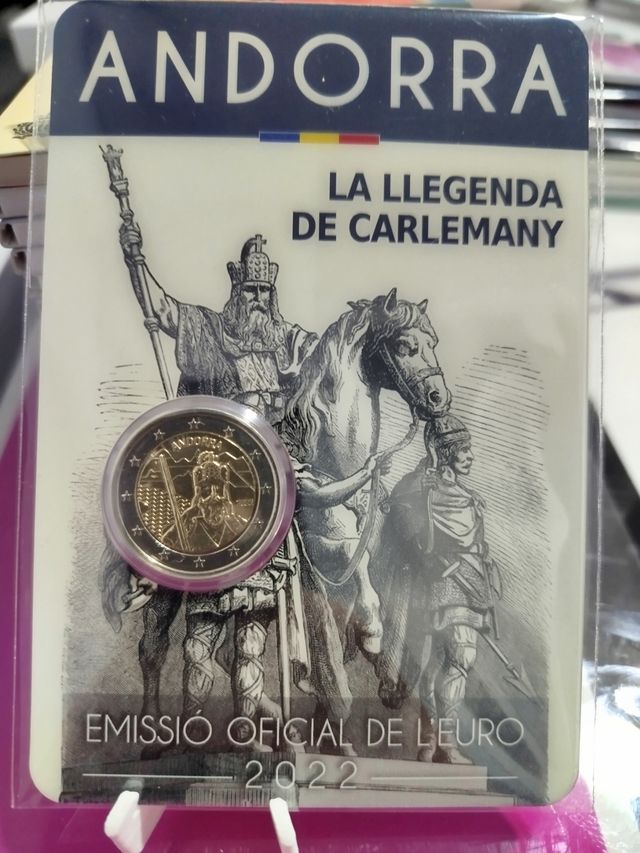 ANDORRA
LA LLEGENDA
DE CARLEMANY
ANDORRA
EMISSIÓ OFICIAL DE L'EURO
2022